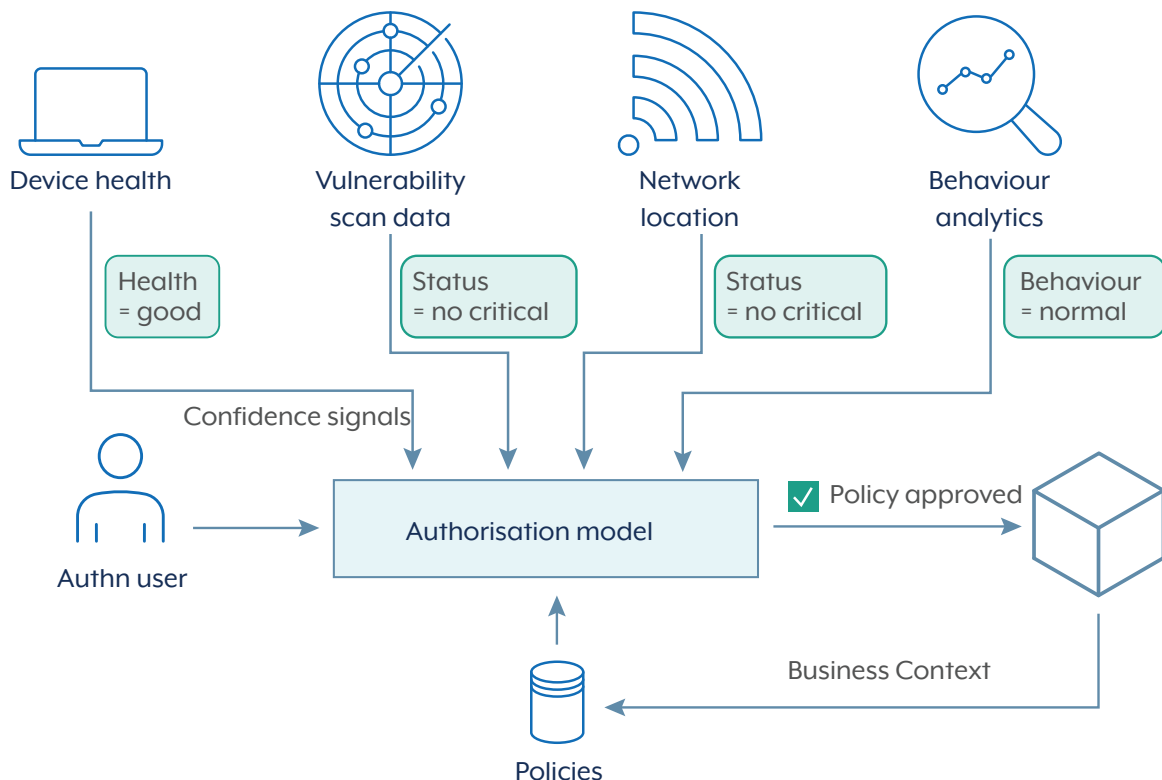 Device health
Vulnerability
scan data
Network
location
Behaviour
analytics
Health
= good
Status
= no critical
Status
= no critical
Behaviour
= normal
Confidence signals
Authn user
Authorisation model
Policy approved
Business Context
Policies